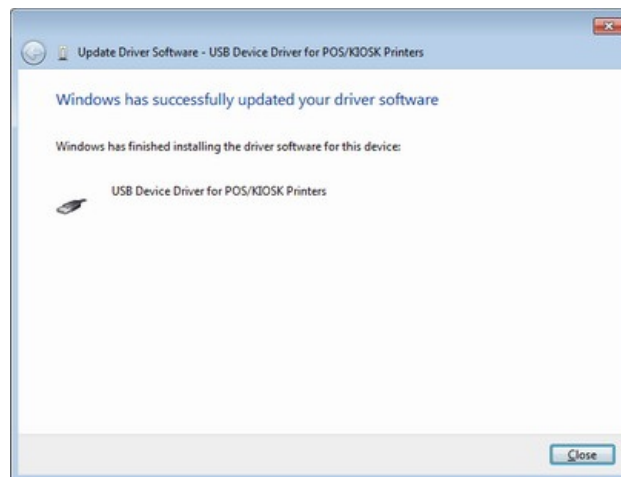 Update Driver Software - USB Device Driver for POS/KIOSK Printers
Windows has successfully updated your driver software
Windows has finished installing the driver software for this device:
USB Device Driver for POS/KIOSK Printers
Close